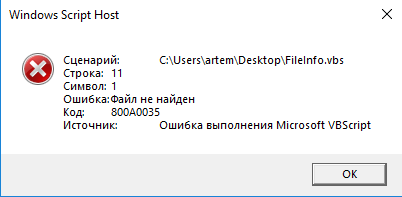 Windows Script Host
Сценарий: C:\Users\artem\Desktop\FileInfo.vbs
Строка: 11
Символ: 1
Ошибка:Файл не найден
Код: 800A0035
Источник: Ошибка выполнения Microsoft VBScript
OK